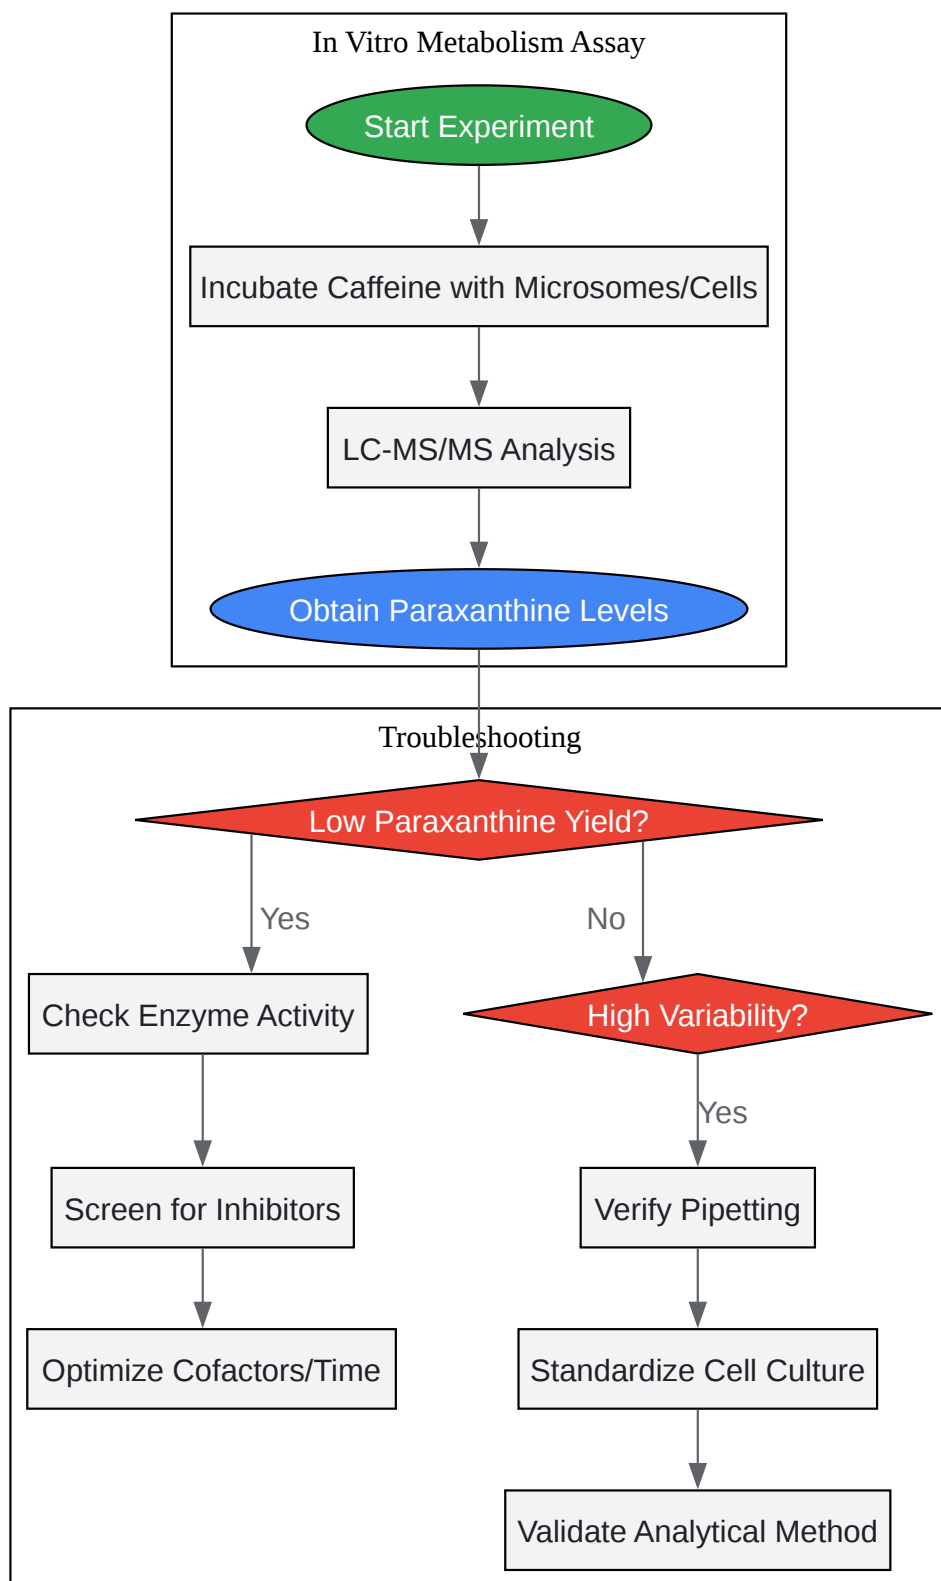 In Vitro Metabolism Assay
Start Experiment
Incubate Caffeine with Microsomes/Cells
LC-MS/MS Analysis
Obtain Paraxanthine Levels
Troubleshooting
Low Paraxanthine Yield?
Yes
No
Check Enzyme Activity
High Variability?
Yes
Screen for Inhibitors
Verify Pipetting
Optimize Cofactors/Time
Standardize Cell Culture
Validate Analytical Method